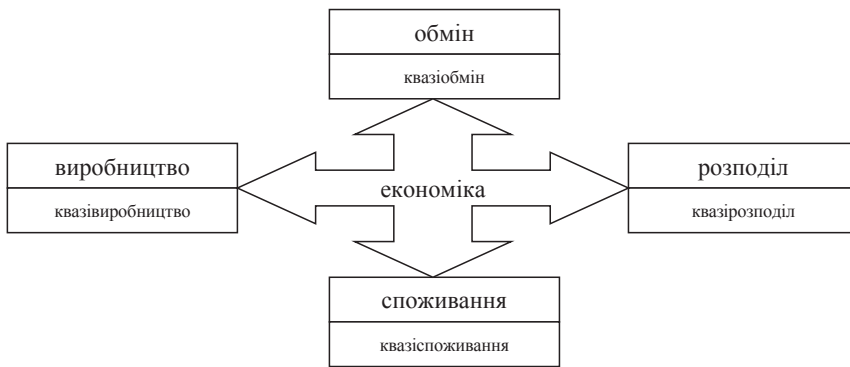 обмін
квазіобмін
виробництво
квазівиробництво
економіка
розподіл
квазірозподіл
споживання
квазіспоживання